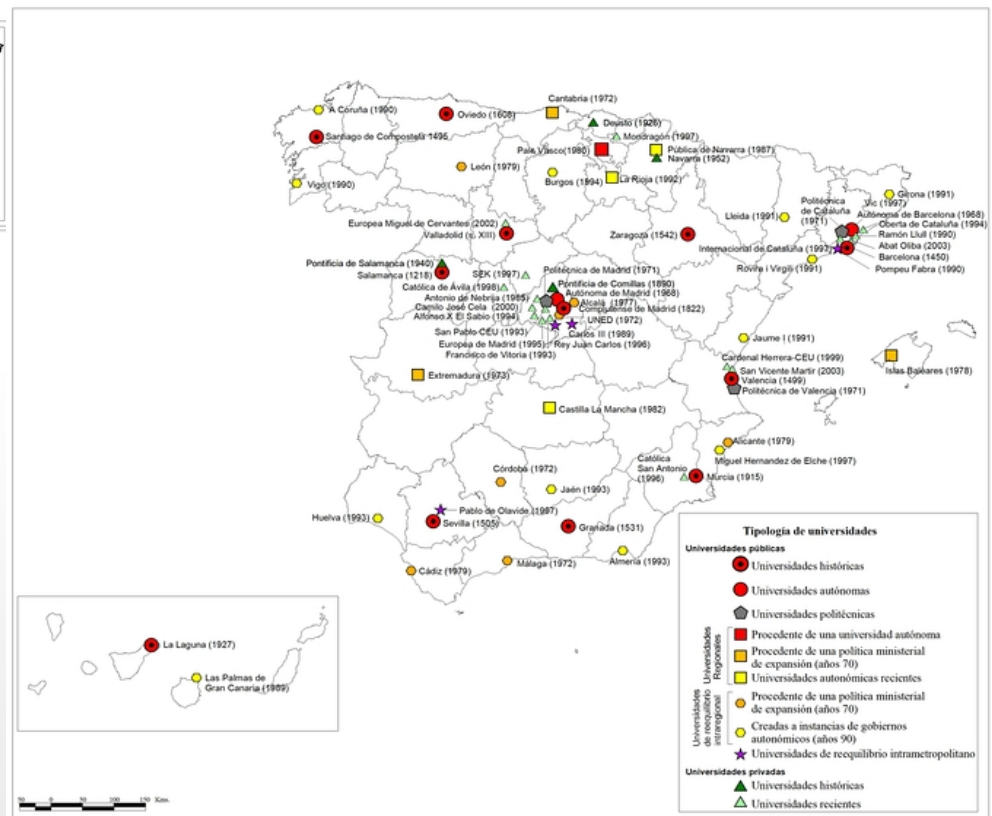 Cantabria (1972)
A Coruña (1990)
Oviedo (1608)
Deusto (1926)
Mondragón (1997)
Santiago de Compostela 1495
País Vasco(1980)
Pública de Navarra (1987)
Navarra (1952)
León (1979)
Burgos (1994)
La Rioja (1992)
Vigo (1990)
Girona (1991)
Vic (1997)
Politécnica
de Cataluña
(1971)
Autónoma de Barcelona (1968)
Lleida (1991)
Oberta de Cataluña (1994)
Europea Miguel de Cervantes (2002)
Valladolid (s. XIII)
Zaragoza (1542)
Ramón Llull (1990)
Internacional de Cataluña (1997)
Abat Oliba (2003)
Barcelona (1450)
Rovira i Virgili (1991)
Pompeu Fabra (1990)
Pontificia de Salamanca (1940)
Salamanca (1218)
SEK (1997)
Politécnica de Madrid (1971)
Católica de Ávila (1998)
Pontificia de Comillas (1890)
Autónoma de Madrid (1968)
Antonio de Nebrija (1985)
Alcalá (1977)
Camilo José Cela (2000)
Complutense de Madrid (1822)
Alfonso X El Sabio (1994)
UNED (1972)
San Pablo-CEU (1993)
Carlos III (1989)
Europea de Madrid (1995)
Rey Juan Carlos (1996)
Francisco de Vitoria (1993)
Jaume I (1991)
Cardenal Herrera-CEU (1999)
San Vicente Martir (2003)
Valencia (1499)
Politécnica de Valencia (1971)
Islas Baleares (1978)
Extremadura (1973)
Castilla La Mancha (1982)
Alicante (1979)
Miguel Hernandez de Elche (1997)
Católica
San Antonio
(1996)
Murcia (1915)
Córdoba (1972)
Jaén (1993)
Huelva (1993)
Pablo de Olavide (1997)
Sevilla (1505)
Granada (1531)
Almería (1993)
Málaga (1972)
Cádiz (1979)
La Laguna (1927)
Las Palmas de
Gran Canaria (1989)
Tipología de universidades
Universidades públicas
Universidades históricas
Universidades autónomas
Universidades politécnicas
Universidades
Regionales
Procedente de una universidad autónoma
Procedente de una política ministerial
de expansión (años 70)
Universidades autonómicas recientes
Universidades
de reequilibrio
intraregional
Procedente de una política ministerial
de expansión (años 70)
Creadas a instancias de gobiernos
autonómicos (años 90)
Universidades de reequilibrio intrametropolitano
Universidades privadas
Universidades históricas
Universidades recientes
50 0 50 100 150 Kms.